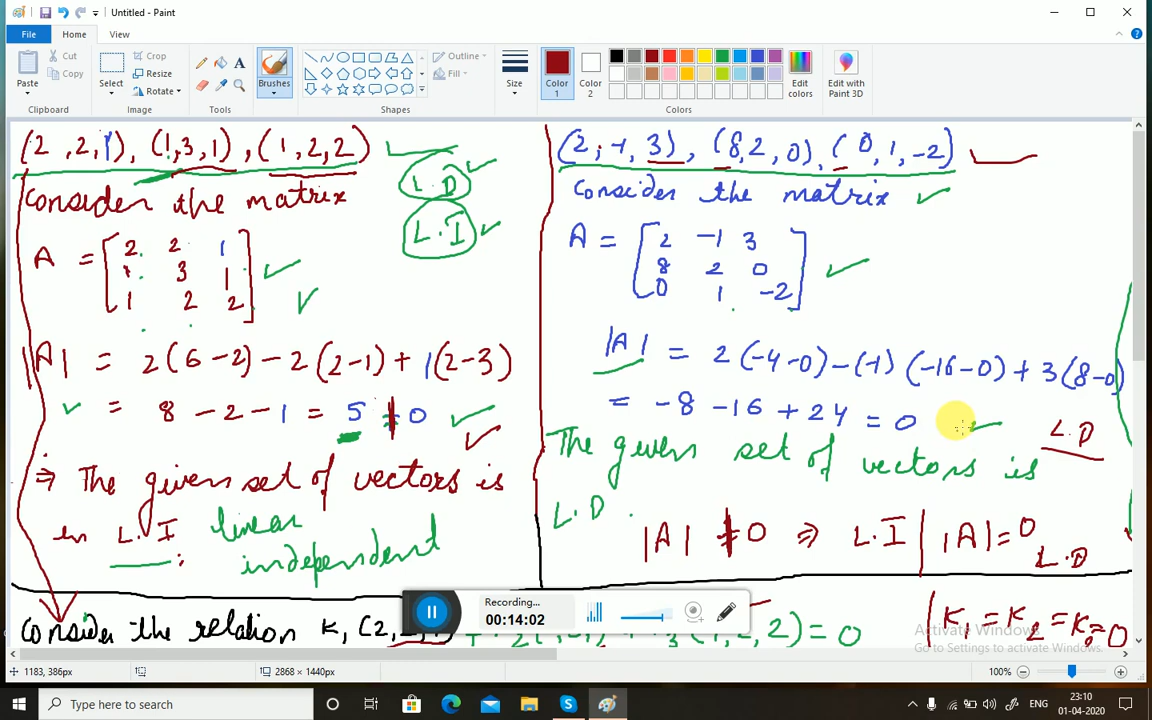 Untitled - Paint
File Home View
Paste Cut Copy Clipboard
Select Crop Resize Rotate Image
Tools
Brushes
Shapes Outline Fill
Size
Color 1 Color 2 Edit colors Colors
Edit with Paint 3D
(2 ,2,1), (1,3,1) ,(1,2,2)
L.D
L.I
Consider the matrix
A = [2 2 1
1 3 1
1 2 2]
|A| = 2(6-2) - 2(2-1) + 1(2-3)
= 8 - 2 - 1 = 5 ≠ 0
⇒ The given set of vectors is
in L.I linear
independent
(2,-1,3), (8,2,0), (0,1,-2)
Consider the matrix
A = [2 -1 3
8 2 0
0 1 -2]
|A| = 2(-4-0)-(-1)(-16-0)+3(8-0)
= -8 -16 + 24 = 0
L.D
The given set of vectors is
L.D.
|A| ≠ 0 ⇒ L.I | |A|=0
L.D
Recording...
00:14:02
Consider the relation K, (2,
2) = 0
K1 = K2 = K3=0
Activate Windows
Go to Settings to activate Windows.
1183, 386px
2868 × 1440px
100%
Type here to search
ENG
23:10
01-04-2020